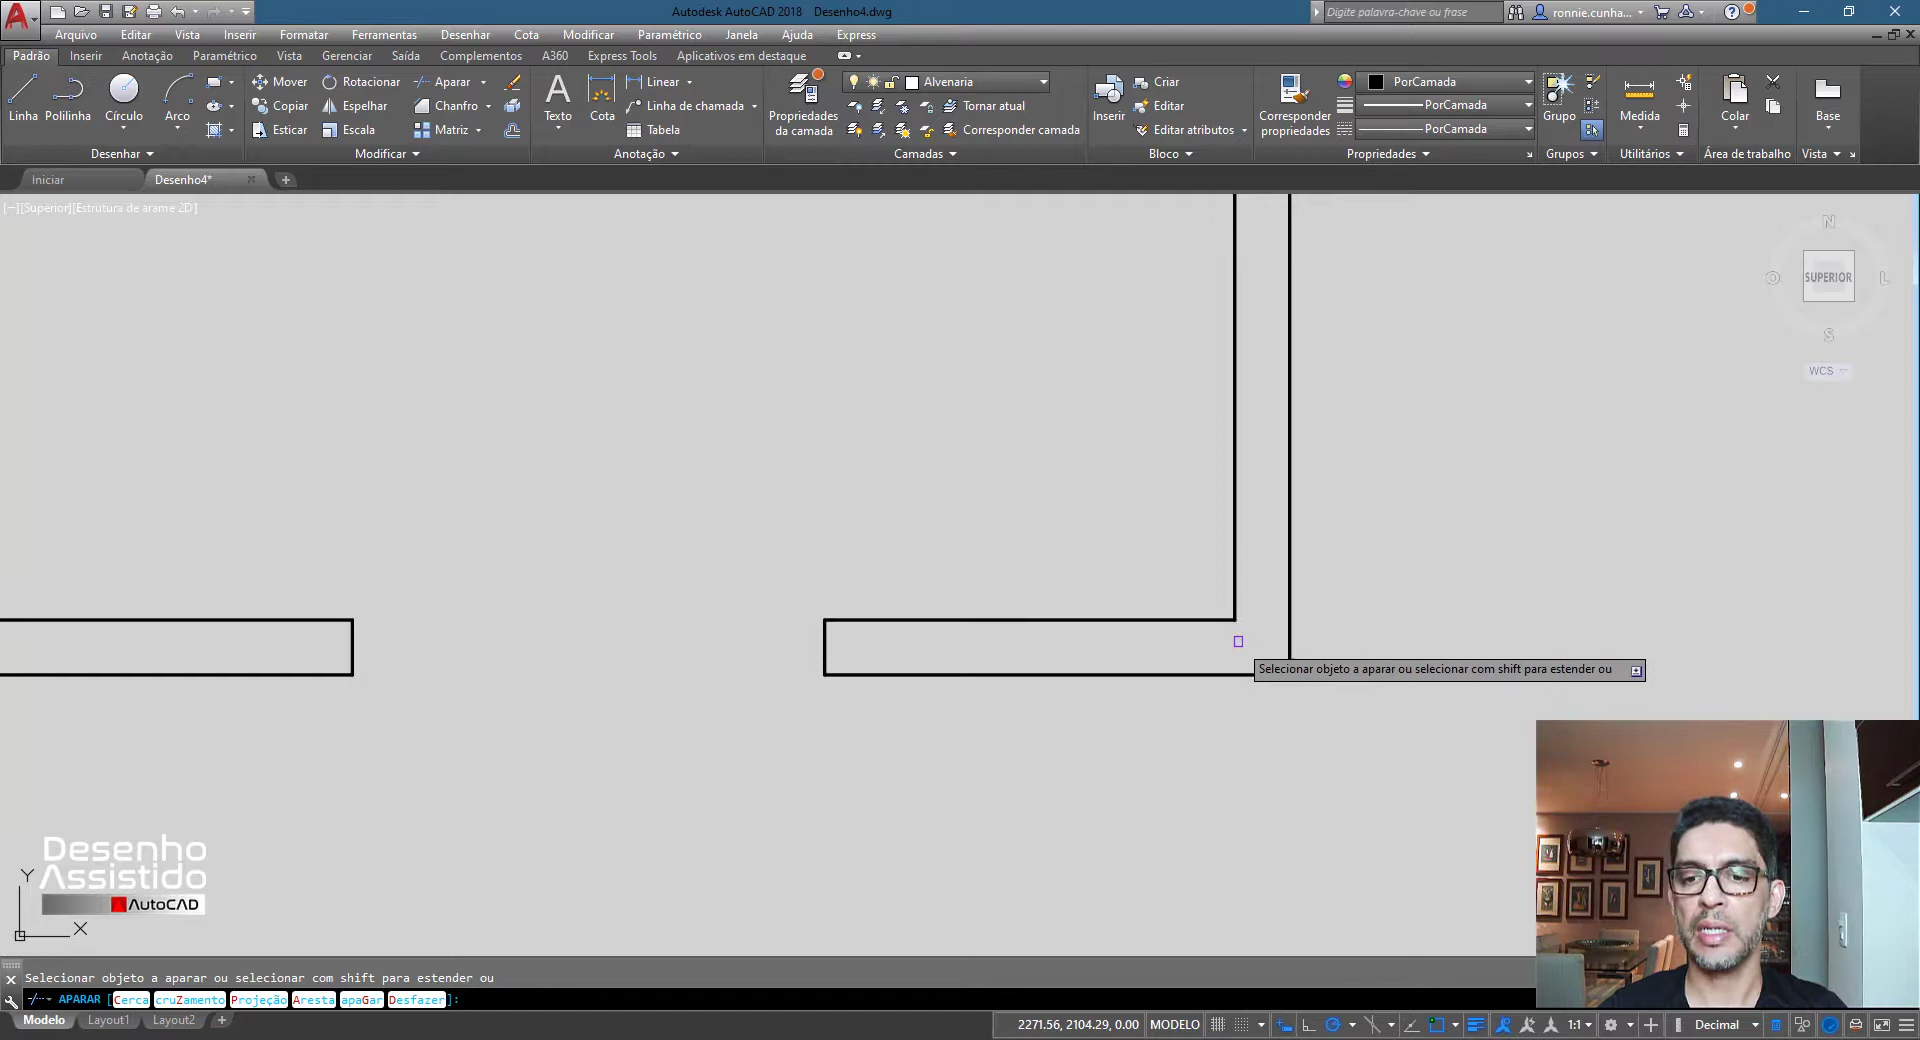 Autodesk AutoCAD 2018 Desenho4.dwg
Digite palavra-chave ou frase
ronnie.cunha...
Arquivo Editar Vista Inserir Formatar Ferramentas Desenhar Cota Modificar Paramétrico Janela Ajuda Express
Padrão Inserir Anotação Paramétrico Vista Gerenciar Saída Complementos A360 Express Tools Aplicativos em destaque
Linha Polilinha Círculo Arco
Mover Rotacionar Aparar
Copiar Espelhar Chanfro
Esticar Escala Matriz
Texto Cota
Linear
Linha de chamada
Tabela
Propriedades
da camada
Alvenaria
Tornar atual
Corresponder camada
Inserir
Criar
Editar
Editar atributos
Corresponder
propriedades
PorCamada
PorCamada
PorCamada
Grupo
Medida
Colar
Base
Desenhar Modificar Anotação Camadas Bloco Propriedades Grupos Utilitários Área de trabalho Vista
Iniciar Desenho4*
[−][Superior][Estrutura de arame 2D]
N
O SUPERIOR L
S
WCS
Selecionar objeto a aparar ou selecionar com shift para estender ou
Desenho
Assistido
AutoCAD
Y
X
Selecionar objeto a aparar ou selecionar com shift para estender ou
APARAR [Cerca cruZamento Projeção Aresta apaGar Desfazer]:
Modelo Layout1 Layout2
2271.56, 2104.29, 0.00 MODELO 1:1 Decimal